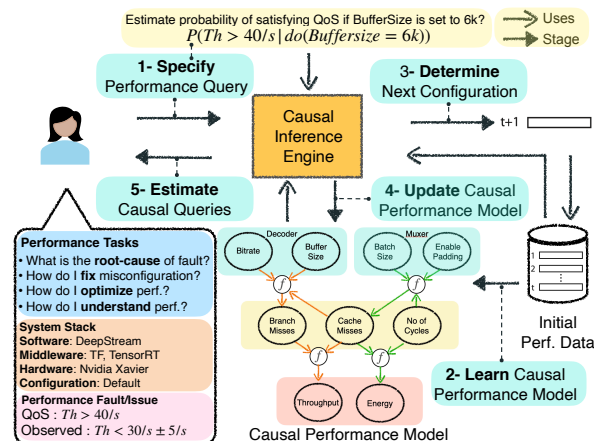 Estimate probability of satisfying QoS if BufferSize is set to 6k?
P(Th > 40/s | do(Buffersize = 6k))
Uses
Stage
1- Specify
Performance Query
Causal
Inference
Engine
3- Determine
Next Configuration
t+1
5- Estimate
Causal Queries
4- Update Causal
Performance Model
Performance Tasks
• What is the root-cause of fault?
• How do I fix misconfiguration?
• How do I optimize perf.?
• How do I understand perf.?
System Stack
Software: DeepStream
Middleware: TF, TensorRT
Hardware: Nvidia Xavier
Configuration: Default
Performance Fault/Issue
QoS : Th > 40/s
Observed : Th < 30/s ± 5/s
Decoder
Muxer
Bitrate
Buffer
Size
Batch
Size
Enable
Padding
f
f
Branch
Misses
Cache
Misses
No of
Cycles
f
f
Throughput
Energy
Causal Performance Model
1
2
⋮
t
Initial
Perf. Data
2- Learn Causal
Performance Model